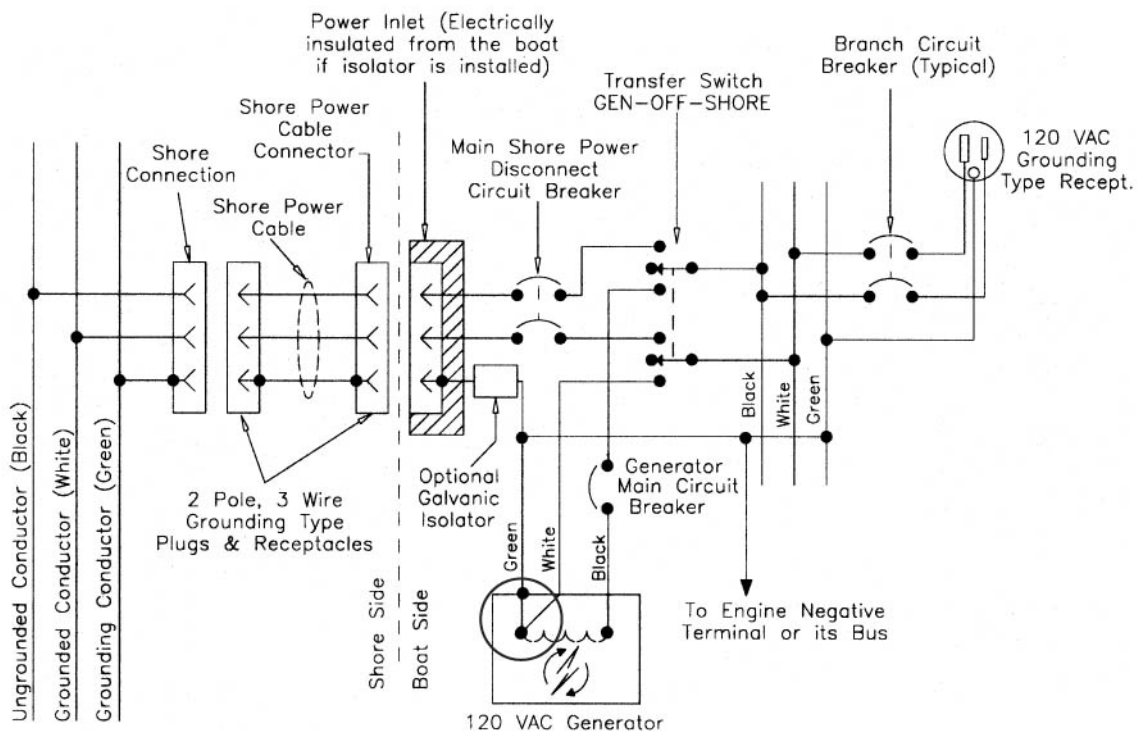 Power Inlet (Electrically
insulated from the boat
if isolator is installed)
Branch Circuit
Breaker (Typical)
Transfer Switch
GEN-OFF-SHORE
Shore Power
Cable
Connector
120 VAC
Grounding
Type Recept.
Shore
Connection
Main Shore Power
Disconnect
Circuit Breaker
Shore Power
Cable
Black
White
Green
Optional
Galvanic
Isolator
Generator
Main Circuit
Breaker
2 Pole, 3 Wire
Grounding Type
Plugs & Receptacles
Green
White
Black
Ungrounded Conductor (Black)
Grounded Conductor (White)
Grounding Conductor (Green)
Shore Side
Boat Side
To Engine Negative
Terminal or its Bus
120 VAC Generator